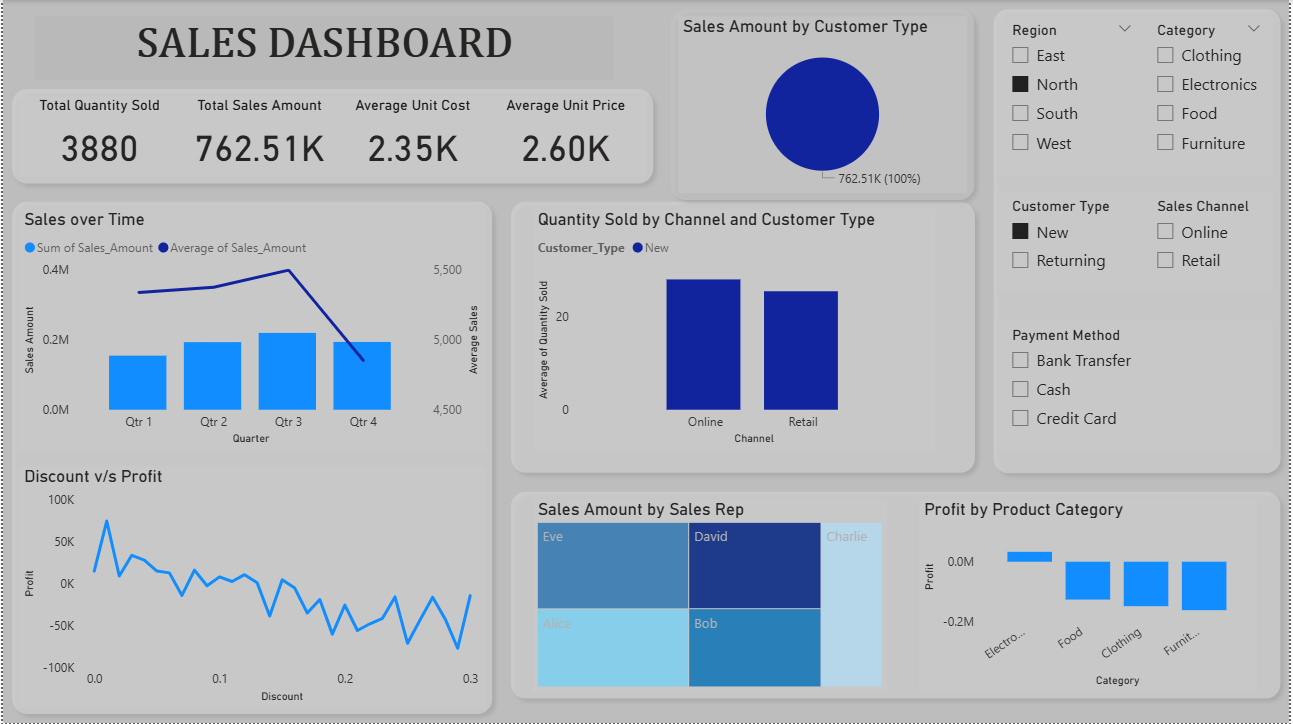 SALES DASHBOARD
Total Quantity Sold
3880
Total Sales Amount
762.51K
Average Unit Cost
2.35K
Average Unit Price
2.60K
Sales Amount by Customer Type
762.51K (100%)
Region
East
North
South
West
Category
Clothing
Electronics
Food
Furniture
Customer Type
New
Returning
Sales Channel
Online
Retail
Payment Method
Bank Transfer
Cash
Credit Card
Sales over Time
Sum of Sales_Amount Average of Sales_Amount
Sales Amount
0.4M
0.2M
0.0M
5,500
5,000
4,500
Average Sales
Qtr 1 Qtr 2 Qtr 3 Qtr 4
Quarter
Quantity Sold by Channel and Customer Type
Customer_Type New
Average of Quantity Sold
20
0
Online Retail
Channel
Discount v/s Profit
Profit
100K
50K
0K
-50K
-100K
0.0 0.1 0.2 0.3
Discount
Sales Amount by Sales Rep
Eve David Charlie
Alice Bob
Profit by Product Category
Profit
0.0M
-0.2M
Electro... Food Clothing Furnit...
Category